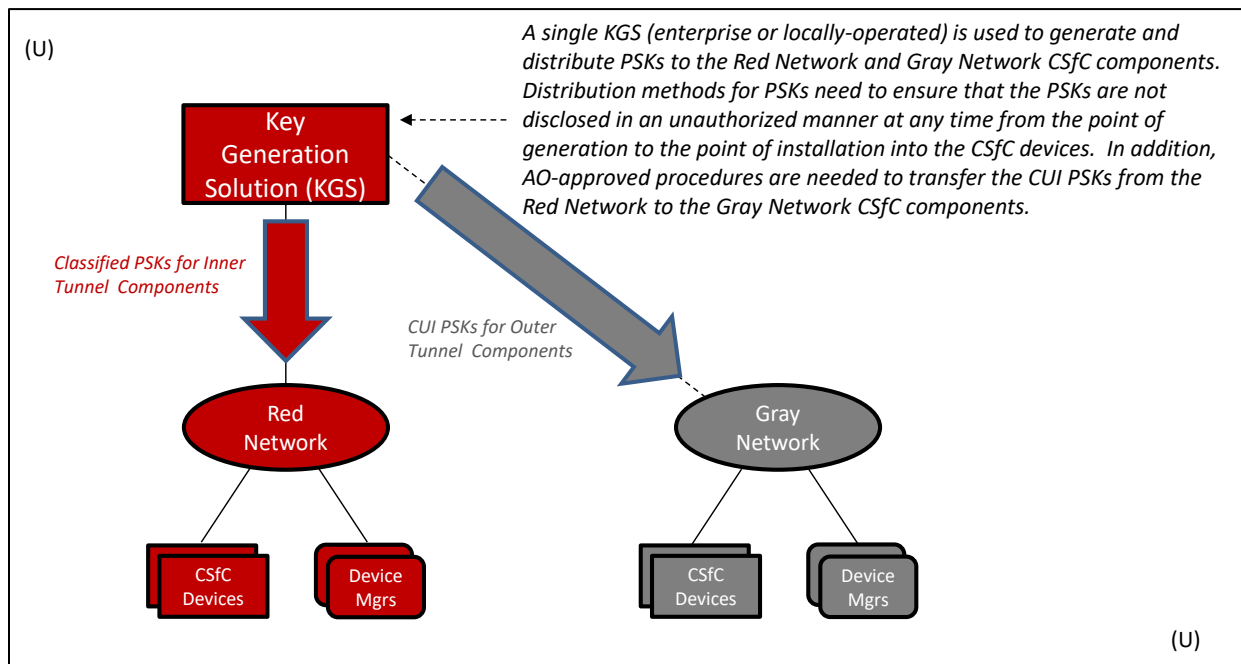 (U)
A single KGS (enterprise or locally-operated) is used to generate and
distribute PSKs to the Red Network and Gray Network CSfC components.
Distribution methods for PSKs need to ensure that the PSKs are not
disclosed in an unauthorized manner at any time from the point of
generation to the point of installation into the CSfC devices.  In addition,
AO-approved procedures are needed to transfer the CUI PSKs from the
Red Network to the Gray Network CSfC components.
Key
Generation
Solution (KGS)
Classified PSKs for Inner
Tunnel  Components
CUI PSKs for Outer
Tunnel  Components
Red
Network
Gray
Network
CSfC
Devices
Device
Mgrs
CSfC
Devices
Device
Mgrs
(U)